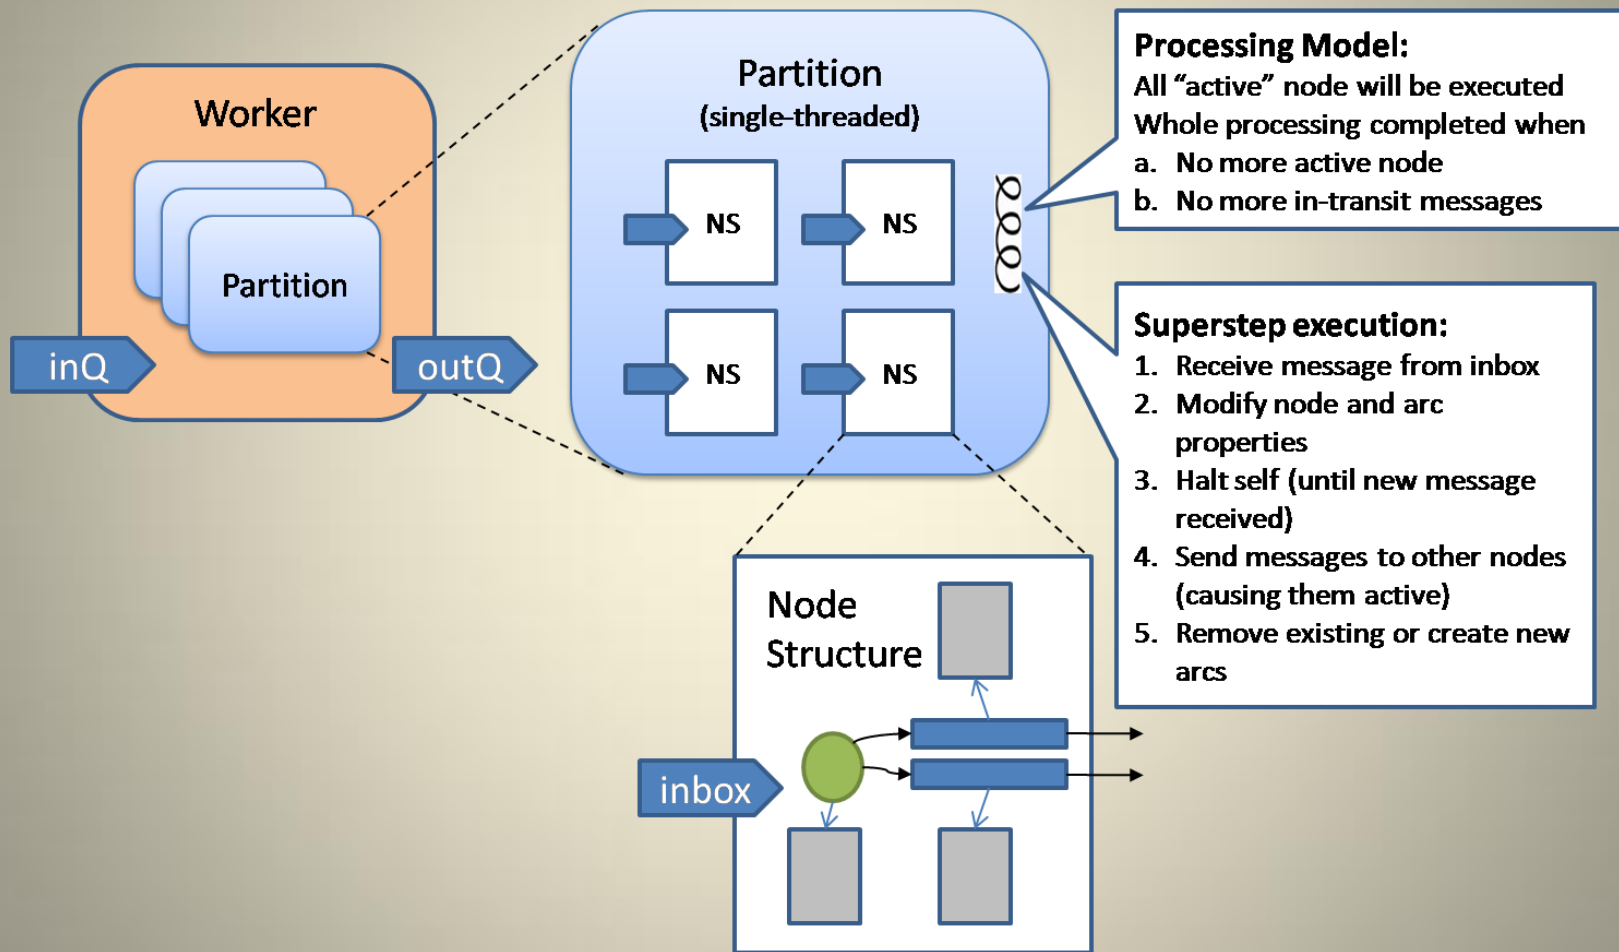 Worker
Partition
inQ
outQ
Partition
(single-threaded)
NS
NS
NS
NS
Processing Model:
All “active” node will be executed
Whole processing completed when
a. No more active node
b. No more in-transit messages
Superstep execution:
1. Receive message from inbox
2. Modify node and arc
properties
3. Halt self (until new message
received)
4. Send messages to other nodes
(causing them active)
5. Remove existing or create new
arcs
Node
Structure
inbox